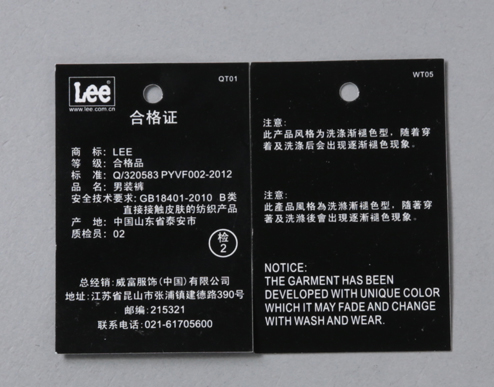 Lee
www.lee.com.cn
QT01
合格证
商 标: LEE
等 级: 合格品
标 准: Q/320583 PYVF002-2012
品 名: 男装裤
安全技术要求: GB18401-2010 B类
直接接触皮肤的纺织产品
产 地: 中国山东省泰安市
质检员: 02
检
2
总经销: 威富服饰(中国)有限公司
地址: 江苏省昆山市张浦镇建德路390号
邮编: 215321
联系电话: 021-61705600
WT05
注意:
此产品风格为洗涤渐褪色型，随着穿
着及洗涤后会出现逐渐褪色现象。
注意:
此產品風格為洗滌漸褪色型，隨著穿
著及洗滌後會出現逐漸褪色現象。
NOTICE:
THE GARMENT HAS BEEN
DEVELOPED WITH UNIQUE COLOR
WHICH IT MAY FADE AND CHANGE
WITH WASH AND WEAR.